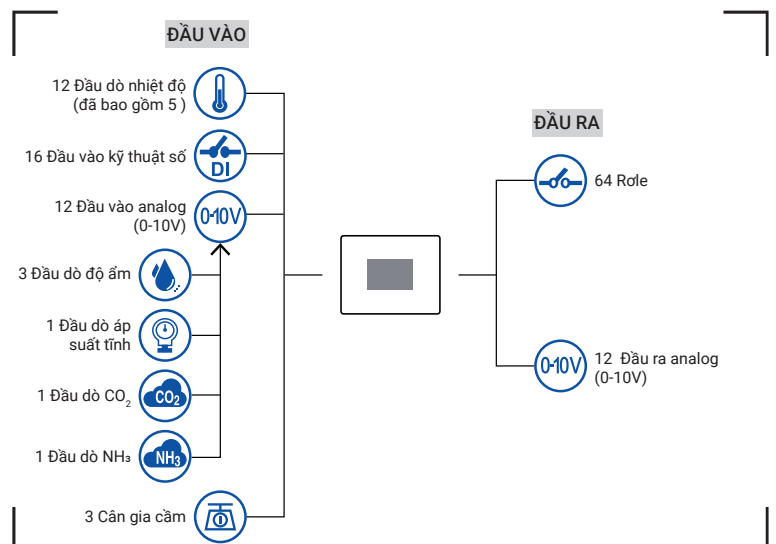 ĐẦU VÀO
12 Đầu dò nhiệt độ
(đã bao gồm 5 )
16 Đầu vào kỹ thuật số
DI
12 Đầu vào analog
(0-10V)
0-10V
3 Đầu dò độ ẩm
1 Đầu dò áp
suất tĩnh
1 Đầu dò CO₂
CO₂
1 Đầu dò NH₃
NH₃
3 Cân gia cầm
ĐẦU RA
64 Rơle
0-10V
12 Đầu ra analog
(0-10V)